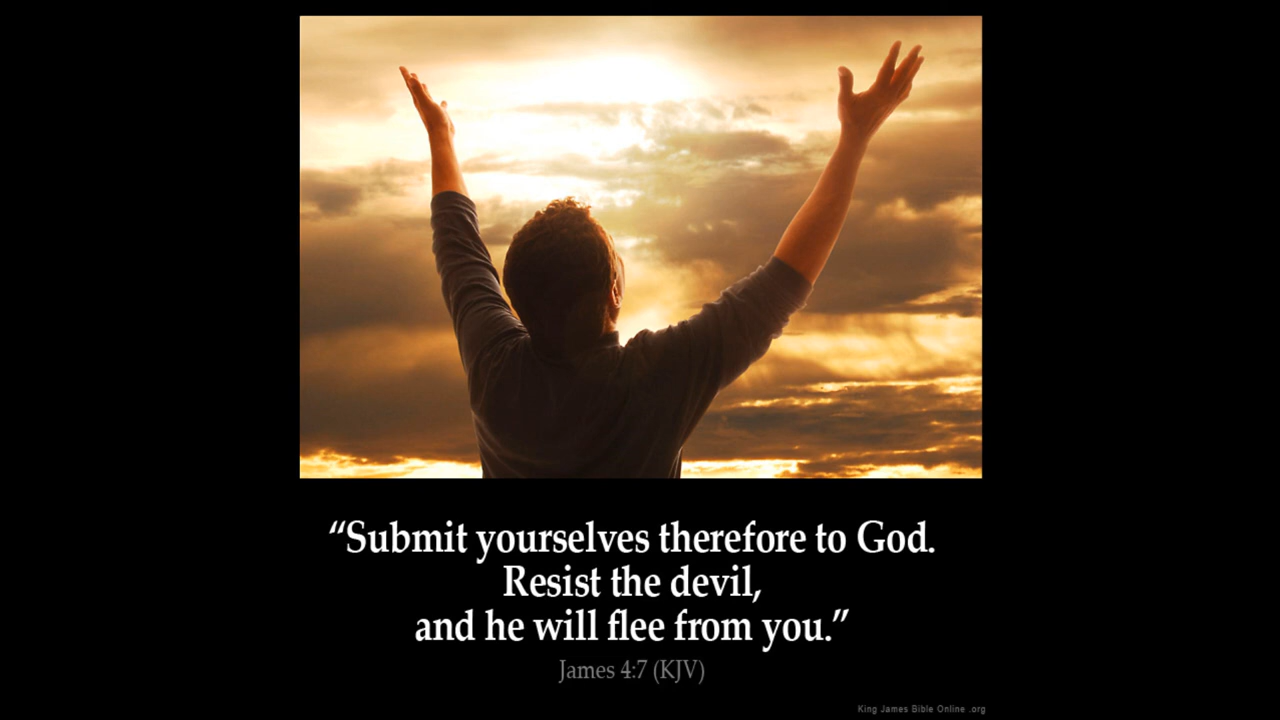 “Submit yourselves therefore to God.
Resist the devil,
and he will flee from you.”
James 4:7 (KJV)
King James Bible Online .org